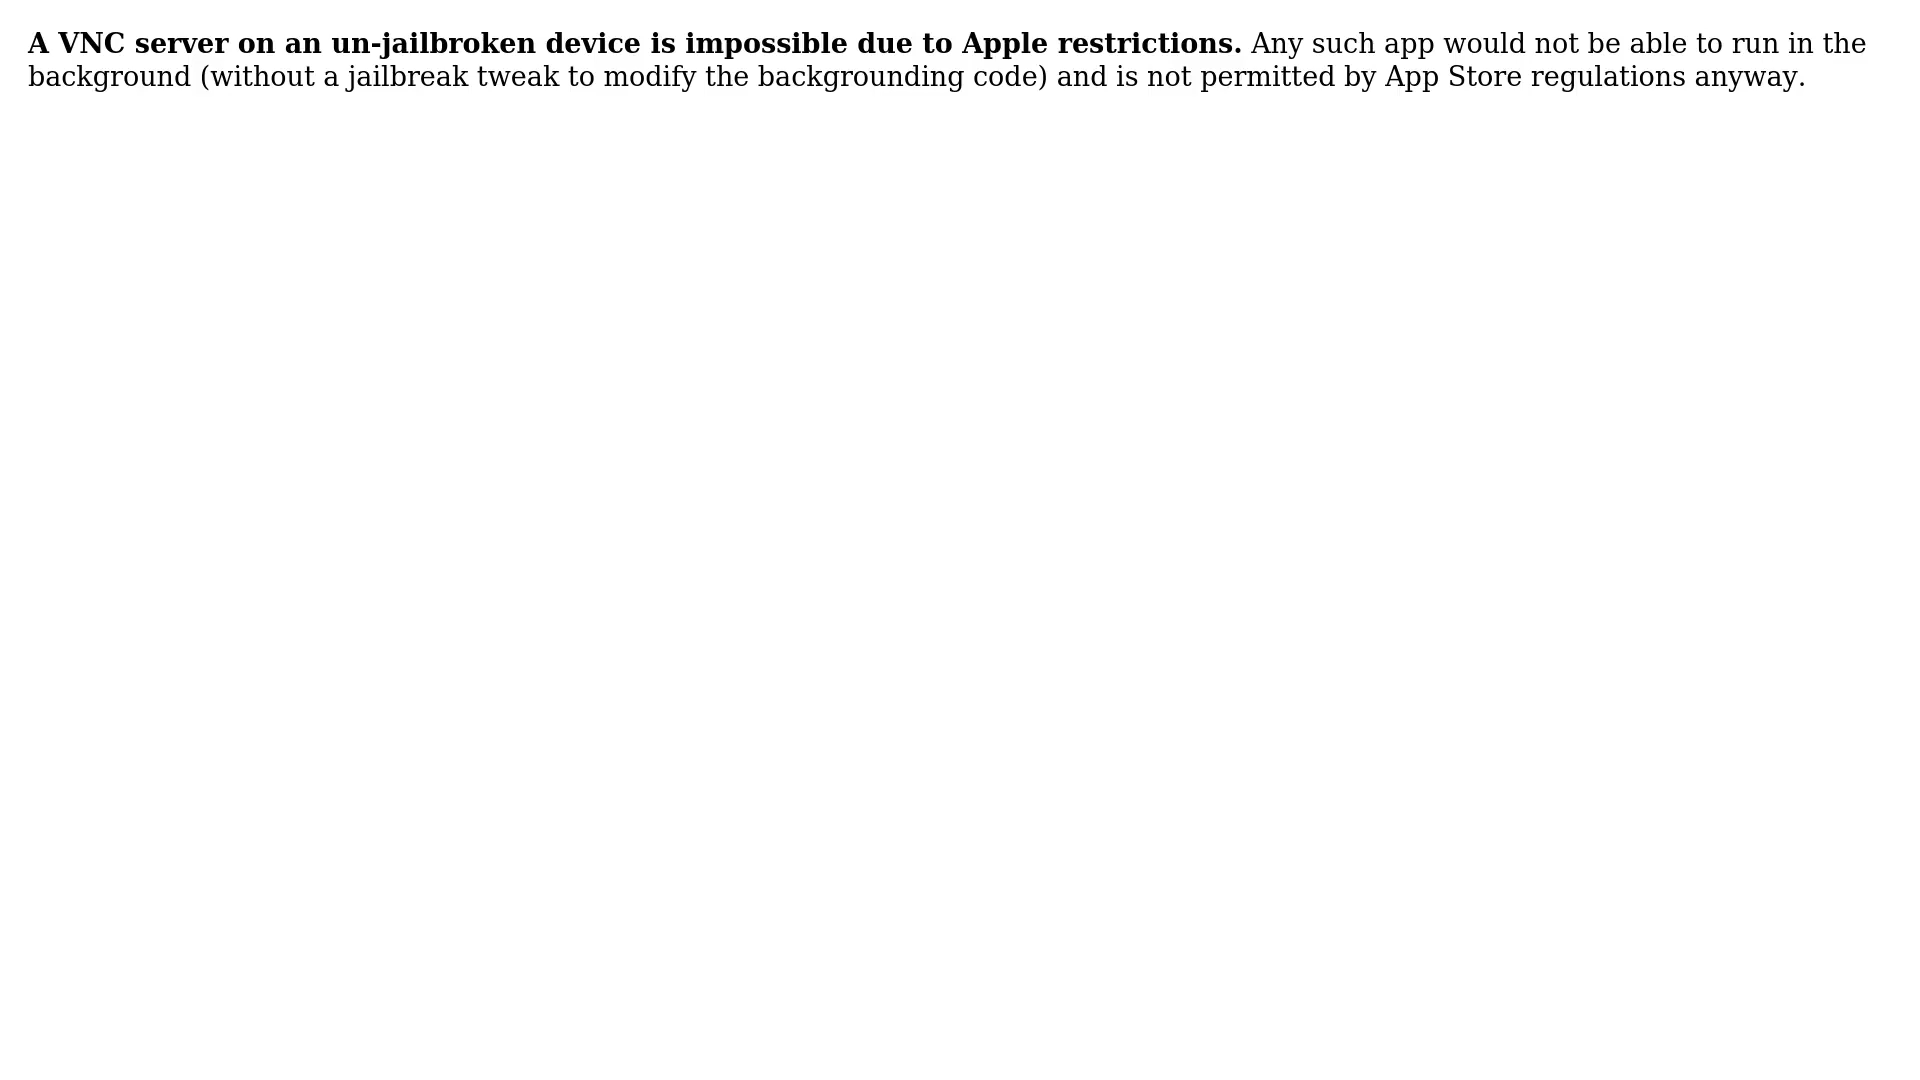 A VNC server on an un-jailbroken device is impossible due to Apple restrictions. Any such app would not be able to run in the
background (without a jailbreak tweak to modify the backgrounding code) and is not permitted by App Store regulations anyway.